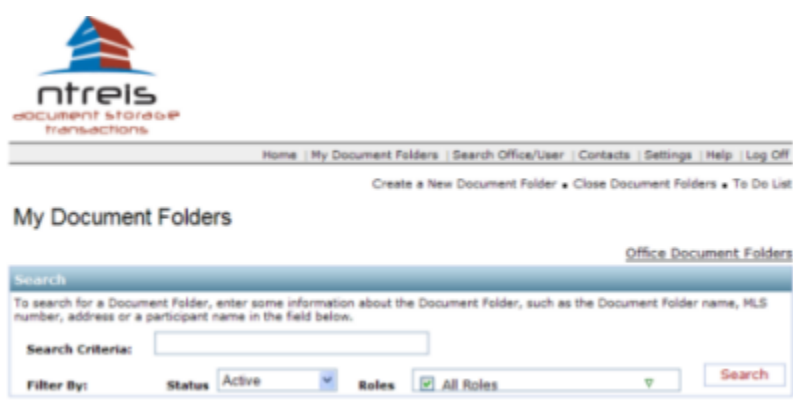 ntreis
document storage
transactions
Home | My Document Folders | Search Office/User | Contacts | Settings | Help | Log Off
Create a New Document Folder ▪ Close Document Folders ▪ To Do List
My Document Folders
Office Document Folders
Search
To search for a Document Folder, enter some information about the Document Folder, such as the Document Folder name, MLS
number, address or a participant name in the field below.
Search Criteria:
Filter By: Status Active Roles All Roles Search